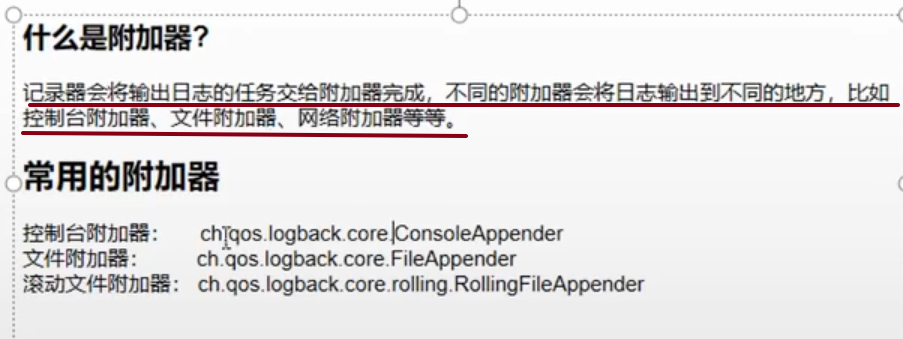 什么是附加器?
记录器会将输出日志的任务交给附加器完成，不同的附加器会将日志输出到不同的地方，比如
控制台附加器、文件附加器、网络附加器等等。
常用的附加器
控制台附加器： ch.qos.logback.core.ConsoleAppender
文件附加器： ch.qos.logback.core.FileAppender
滚动文件附加器： ch.qos.logback.core.rolling.RollingFileAppender